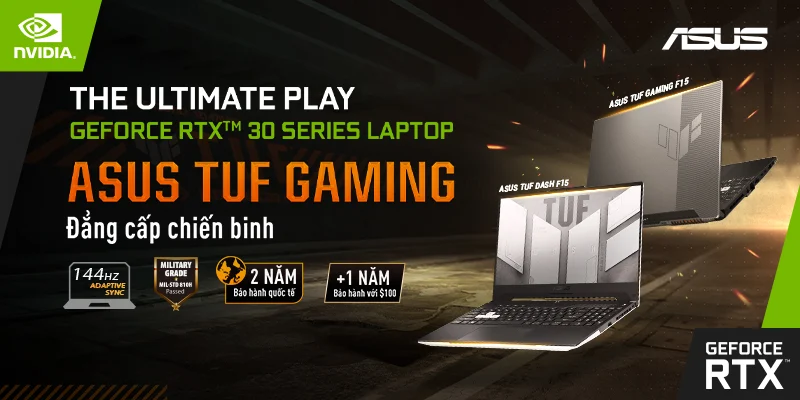 NVIDIA.
ASUS
THE ULTIMATE PLAY
GEFORCE RTX™ 30 SERIES LAPTOP
ASUS TUF GAMING
Đẳng cấp chiến binh
ASUS TUF GAMING F15
ASUS TUF DASH F15
TUF
144HZ
ADAPTIVE
SYNC
MILITARY
GRADE
MIL-STD 810H
Passed
2 NĂM
Bảo hành quốc tế
+1 NĂM
Bảo hành với $100
GEFORCE
RTX™